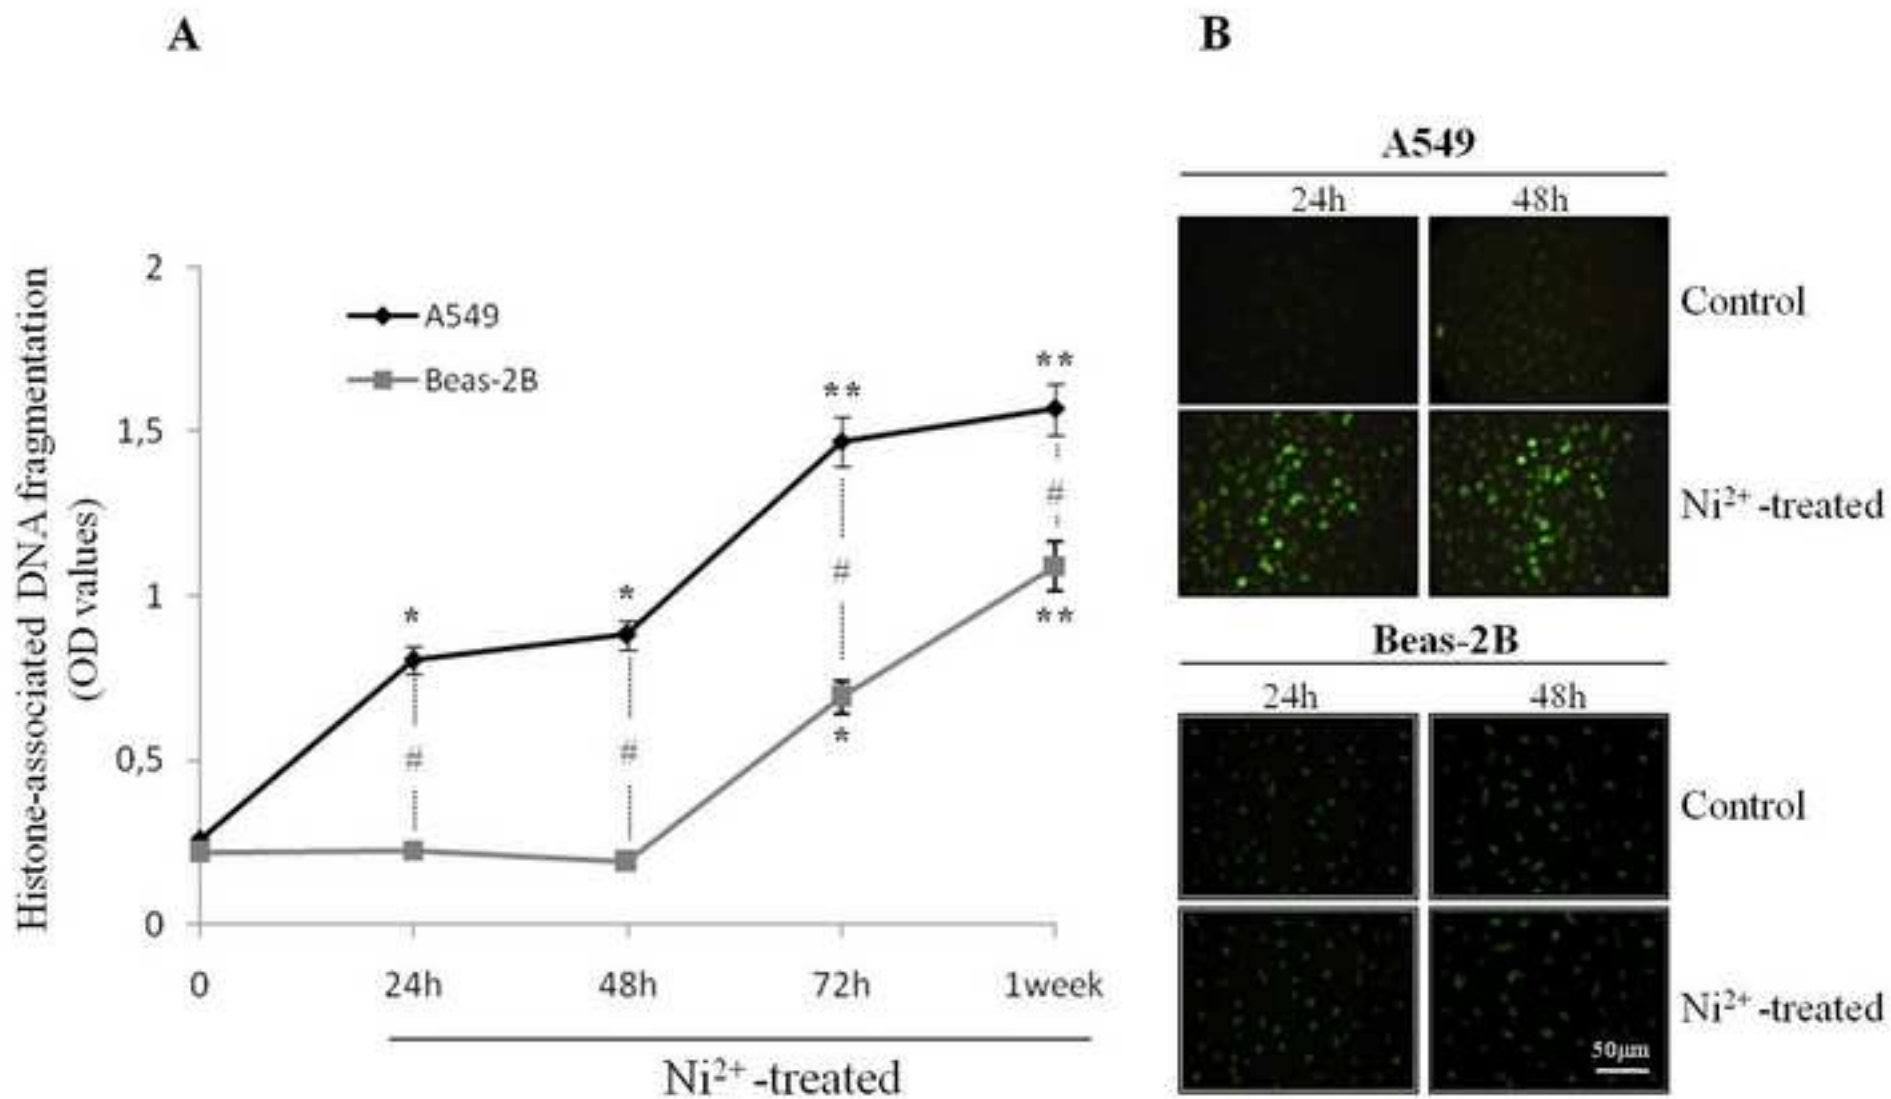 A
B
Histone-associated DNA fragmentation
(OD values)
2
1,5
1
0,5
0
A549
Beas-2B
*
*
**
**
#
#
#
#
*
**
0
24h
48h
72h
1week
Ni²⁺ -treated
A549
24h
48h
Control
Ni²⁺ -treated
Beas-2B
24h
48h
Control
Ni²⁺ -treated
50μm